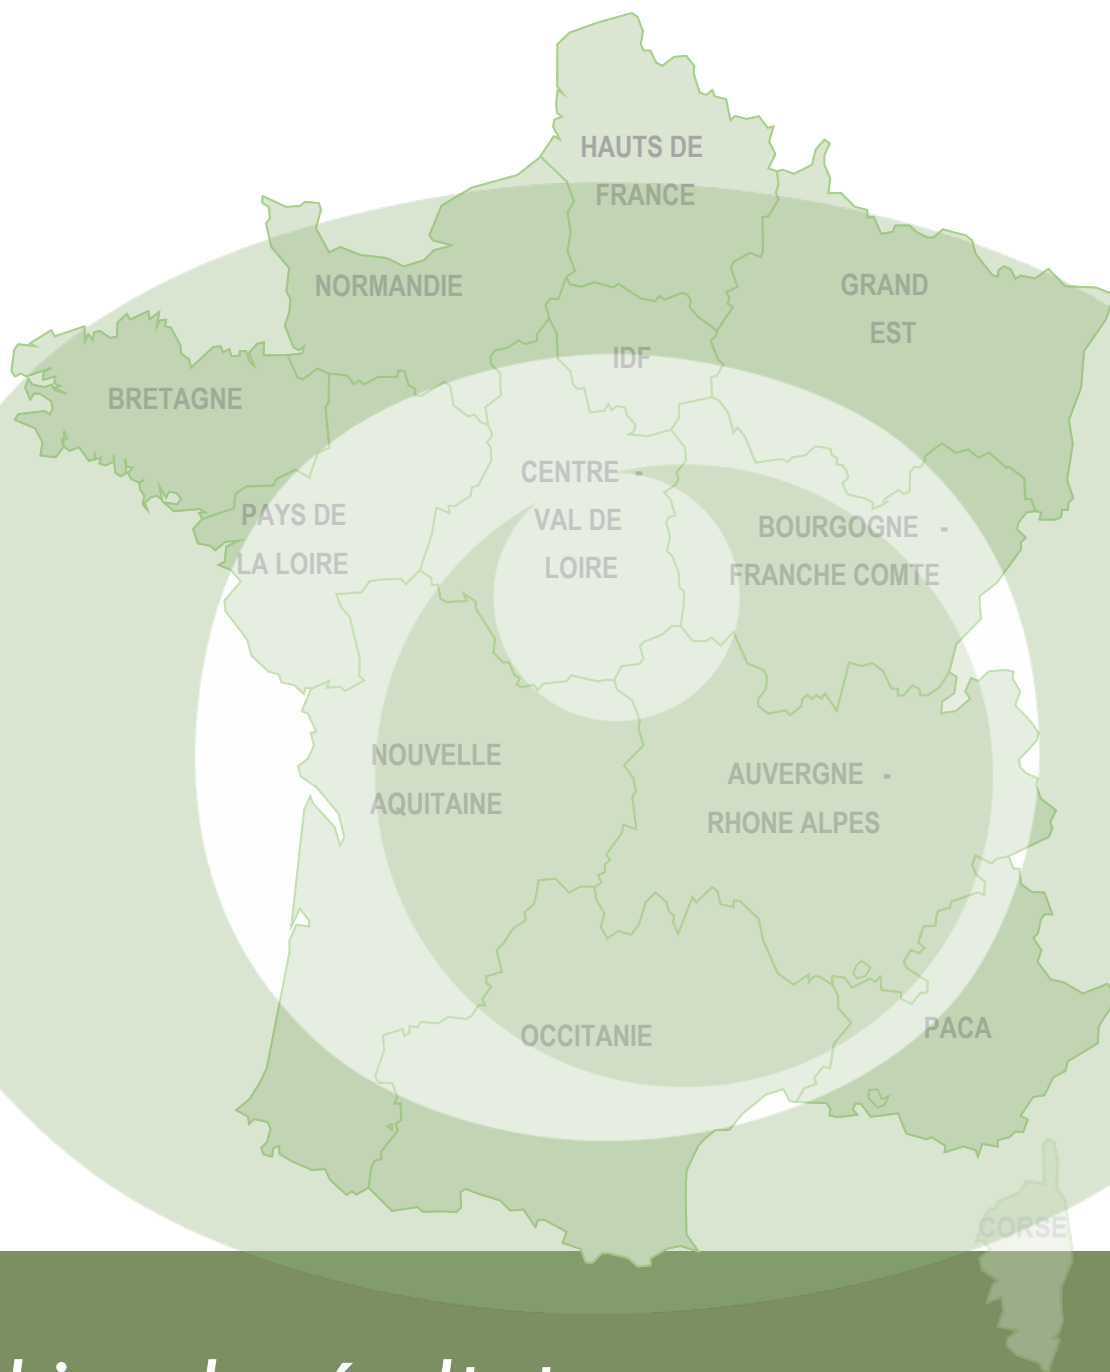 HAUTS DE
FRANCE
NORMANDIE
GRAND
EST
IDF
BRETAGNE
CENTRE -
VAL DE
LOIRE
PAYS DE
LA LOIRE
BOURGOGNE -
FRANCHE COMTE
NOUVELLE
AQUITAINE
AUVERGNE -
RHONE ALPES
OCCITANIE
PACA
CORSE